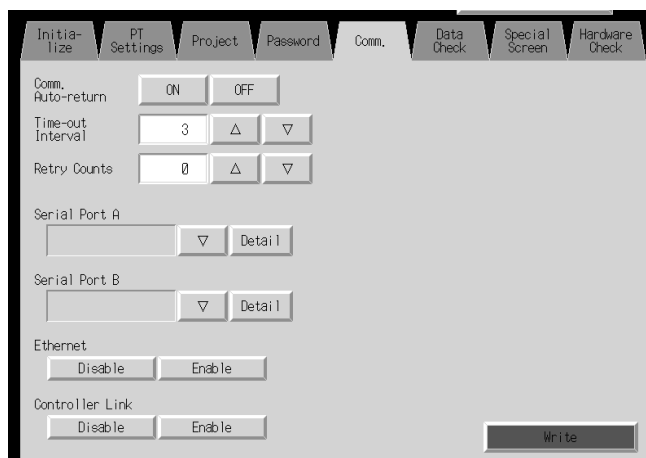 Initia-
lize
PT
Settings
Project
Password
Comm.
Data
Check
Special
Screen
Hardware
Check
Comm.
Auto-return
ON
OFF
Time-out
Interval
3
△
▽
Retry Counts
0
△
▽
Serial Port A
▽
Detail
Serial Port B
▽
Detail
Ethernet
Disable
Enable
Controller Link
Disable
Enable
Write